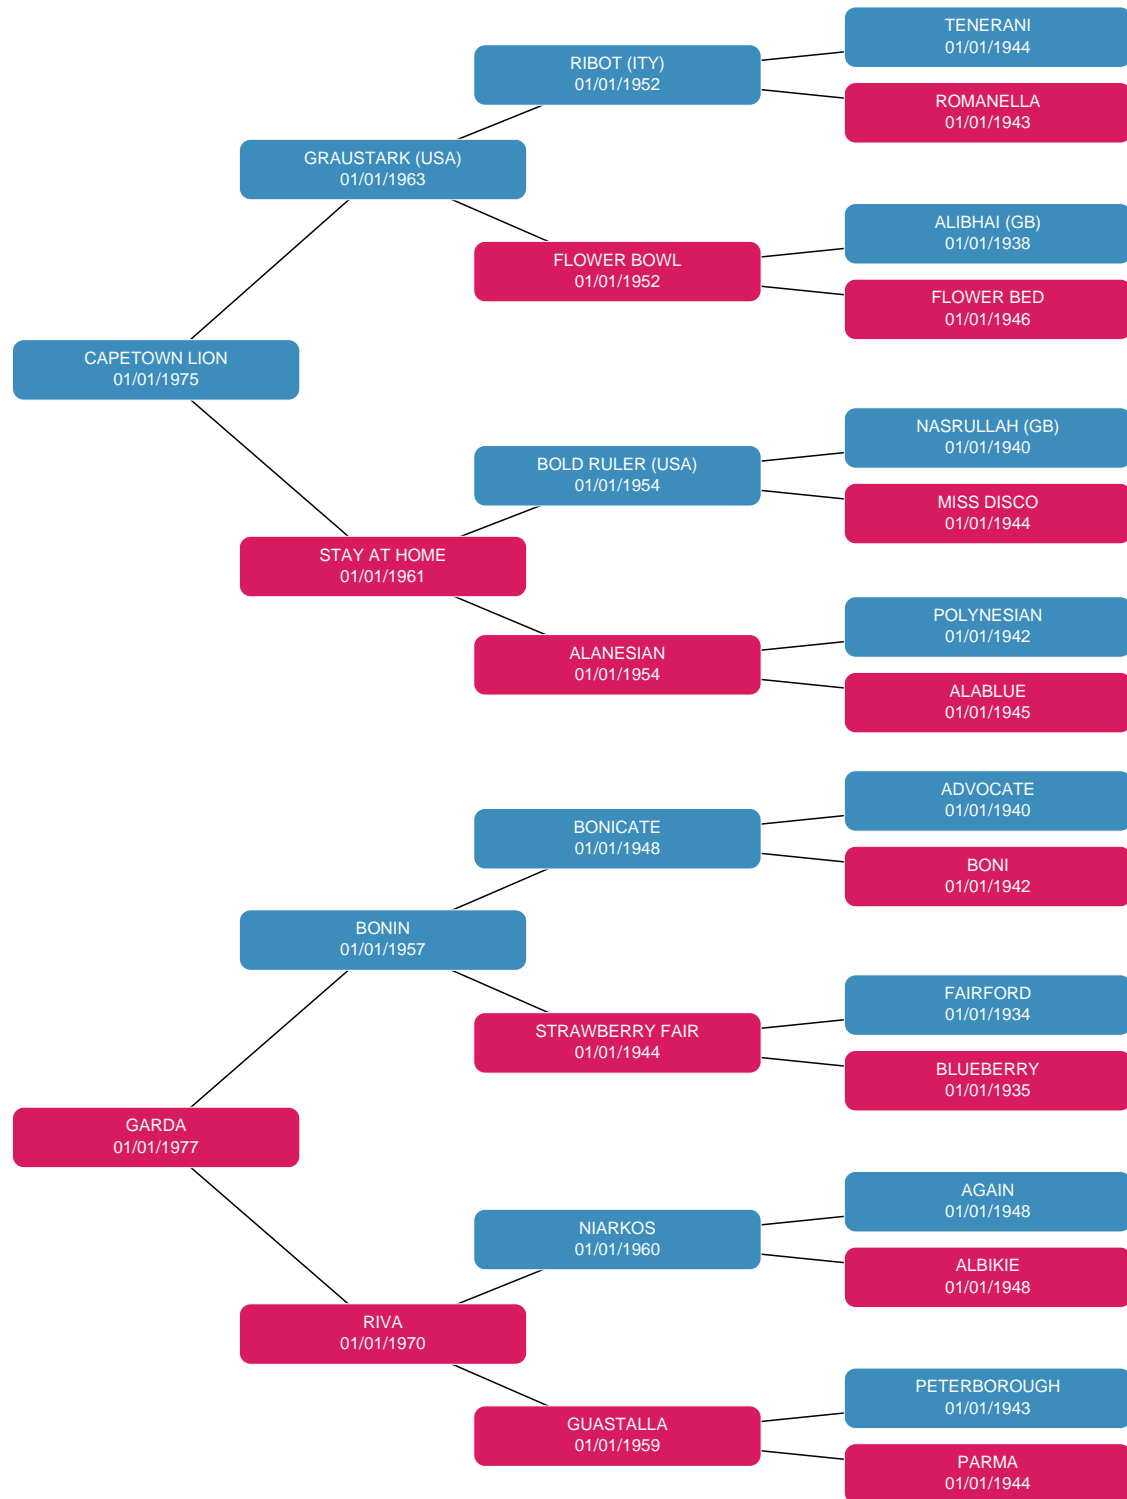 TENERANI
01/01/1944
RIBOT (ITY)
01/01/1952
ROMANELLA
01/01/1943
GRAUSTARK (USA)
01/01/1963
ALIBHAI (GB)
01/01/1938
FLOWER BOWL
01/01/1952
FLOWER BED
01/01/1946
CAPETOWN LION
01/01/1975
NASRULLAH (GB)
01/01/1940
BOLD RULER (USA)
01/01/1954
MISS DISCO
01/01/1944
STAY AT HOME
01/01/1961
POLYNESIAN
01/01/1942
ALANESIAN
01/01/1954
ALABLUE
01/01/1945
ADVOCATE
01/01/1940
BONICATE
01/01/1948
BONI
01/01/1942
BONIN
01/01/1957
FAIRFORD
01/01/1934
STRAWBERRY FAIR
01/01/1944
BLUEBERRY
01/01/1935
GARDA
01/01/1977
AGAIN
01/01/1948
NIARKOS
01/01/1960
ALBIKIE
01/01/1948
RIVA
01/01/1970
PETERBOROUGH
01/01/1943
GUASTALLA
01/01/1959
PARMA
01/01/1944